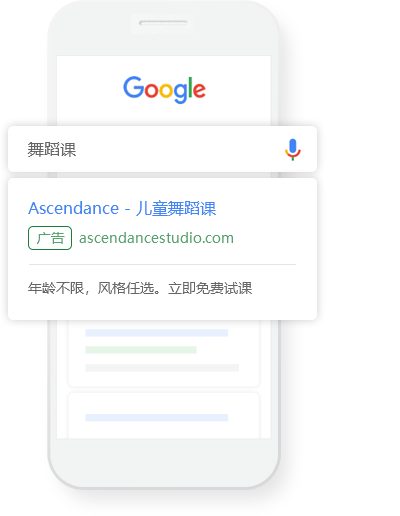 Google
舞蹈课
Ascendance - 儿童舞蹈课
广告 ascendancestudio.com
年龄不限，风格任选。立即免费试课